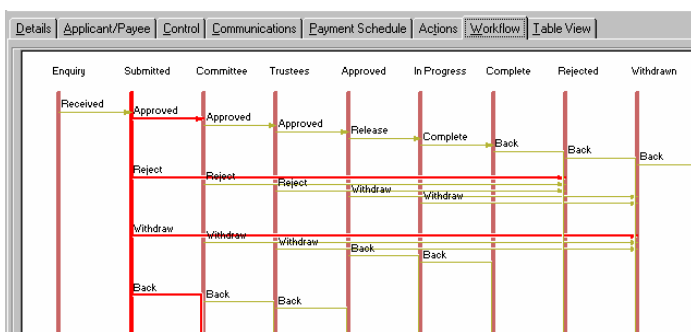 Details Applicant/Payee Control Communications Payment Schedule Actions Workflow Table View
Enquiry Submitted Committee Trustees Approved In Progress Complete Rejected Withdrawn
Received
Approved
Approved
Approved
Release
Complete
Back
Back
Back
Reject
Reject
Reject
Withdraw
Withdraw
Withdraw
Withdraw
Withdraw
Back
Back
Back
Back
Back